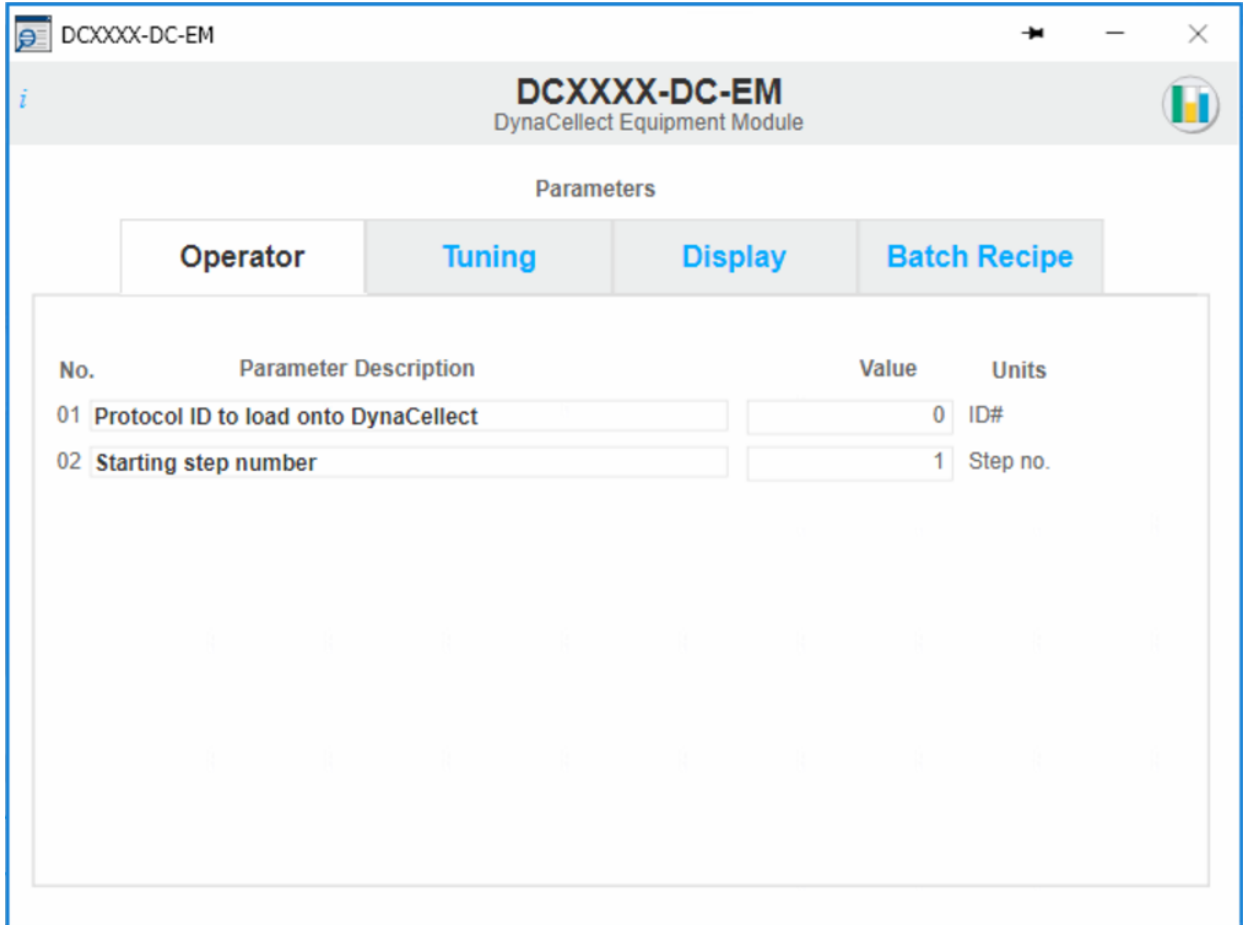 DCXXXX-DC-EM
i
DCXXXX-DC-EM
DynaCellect Equipment Module
Parameters
Operator Tuning Display Batch Recipe
No. Parameter Description Value Units
01 Protocol ID to load onto DynaCellect 0 ID#
02 Starting step number 1 Step no.